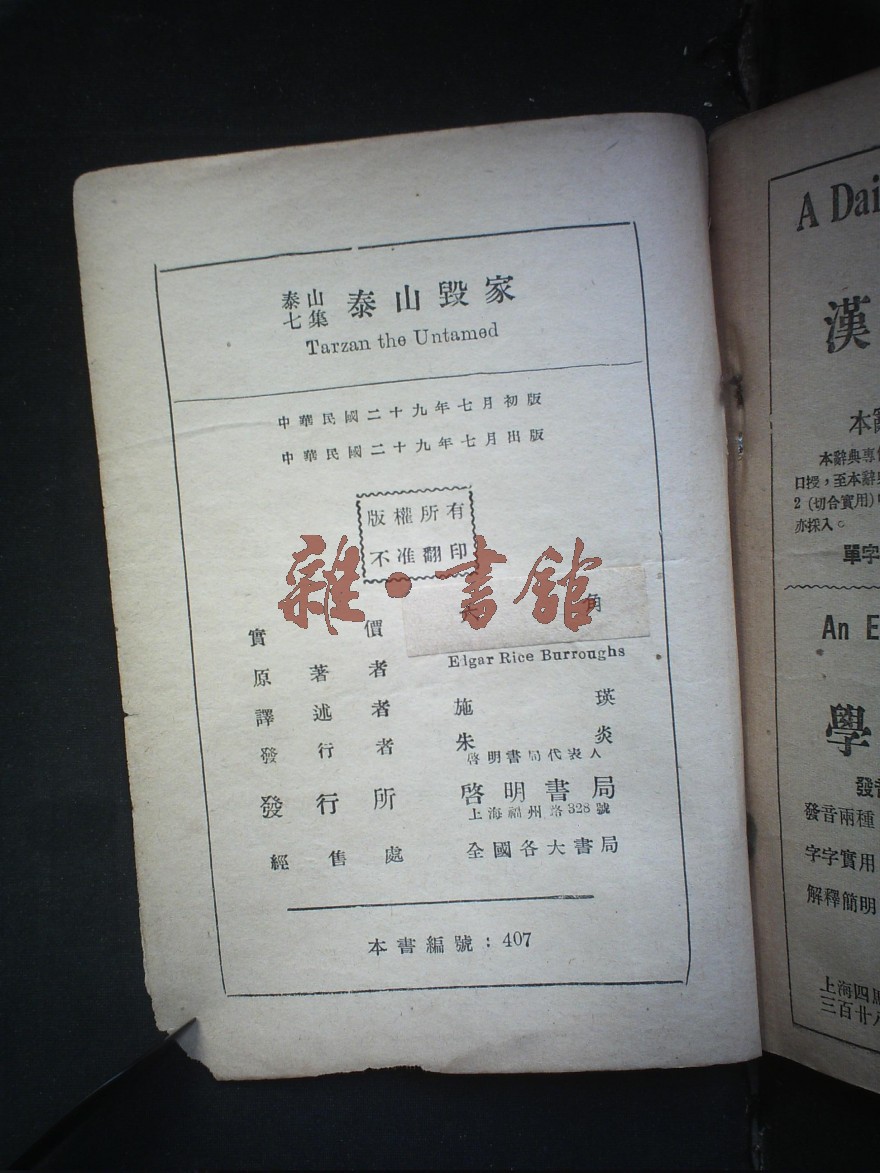 泰山
七集 泰山毀家
Tarzan the Untamed
中華民國二十九年七月初版
中華民國二十九年七月出版
版權所有
不准翻印
雜·書舘
實價 角
原著者 Edgar Rice Burroughs
譯述者 施瑛
發行者 朱炎
啓明書局代表人
發行所 啓明書局
上海福州路328號
經售處 全國各大書局
本書編號:407
A Dai
漢
本辭
本辭典專
口授,至本辭
2 (切合實用)
亦採入。
單字
An E
學
發音
發音兩種
字字實用
解釋簡明
上海四馬
三百廿八